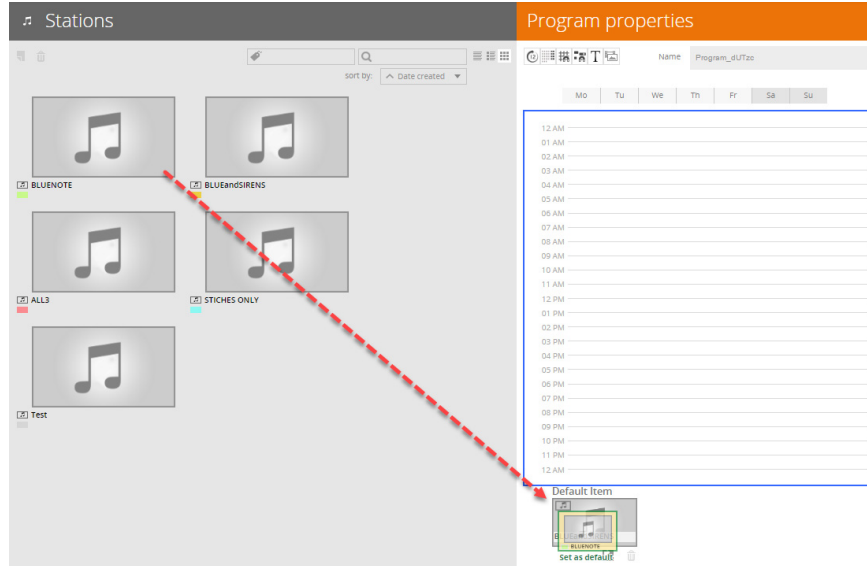 Stations
Program properties
sort by: Date created
Name Program_dUTzc
Mo Tu We Th Fr Sa Su
BLUENOTE
BLUEandSIRENS
ALL3
STICHES ONLY
Test
12 AM
01 AM
02 AM
03 AM
04 AM
05 AM
06 AM
07 AM
08 AM
09 AM
10 AM
11 AM
12 PM
01 PM
02 PM
03 PM
04 PM
05 PM
06 PM
07 PM
08 PM
09 PM
10 PM
11 PM
12 AM
Default Item
BLUENOTE
Set as default